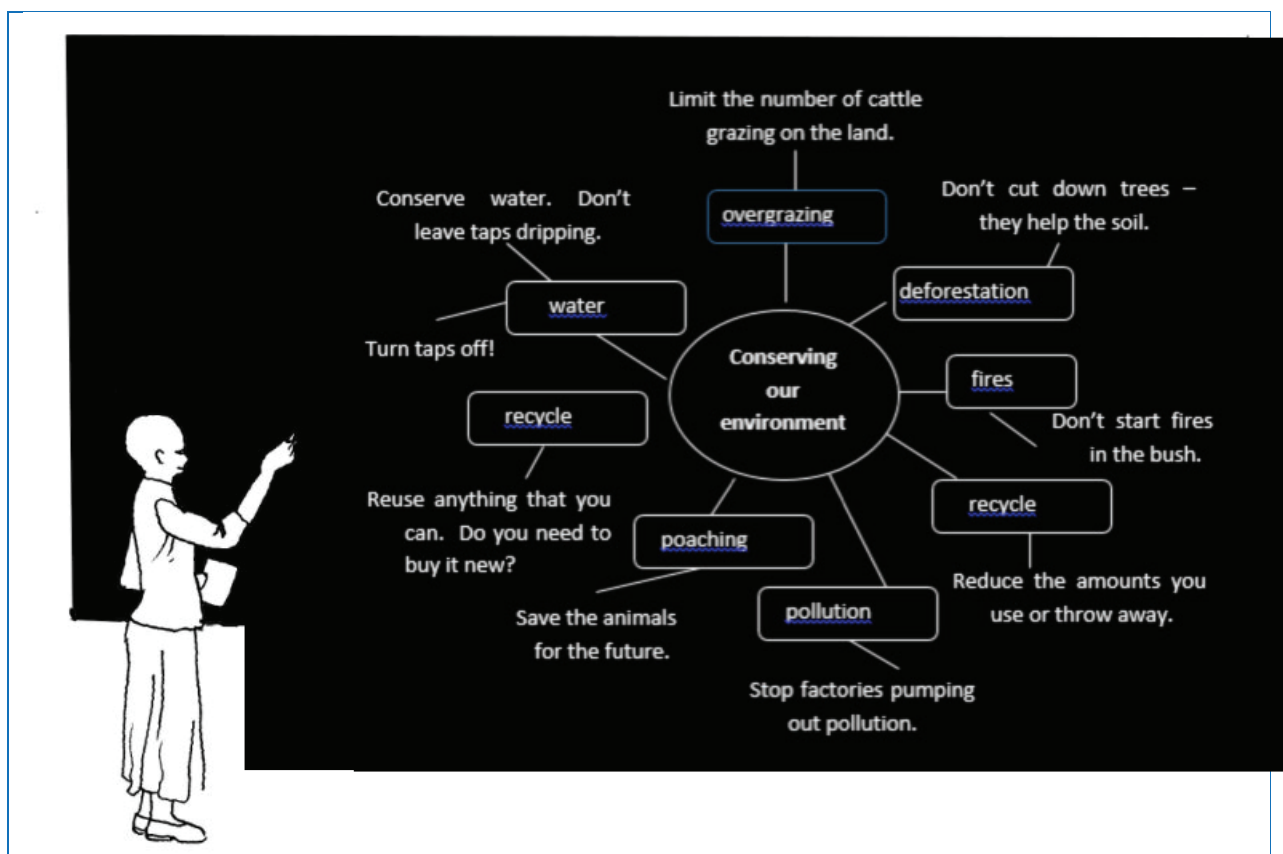 Limit the number of cattle
grazing on the land.
overgrazing
Don't cut down trees –
they help the soil.
deforestation
Conserve water. Don't
leave taps dripping.
water
Turn taps off!
Conserving
our
environment
fires
Don't start fires
in the bush.
recycle
Reuse anything that you
can. Do you need to
buy it new?
recycle
Reduce the amounts you
use or throw away.
poaching
Save the animals
for the future.
pollution
Stop factories pumping
out pollution.